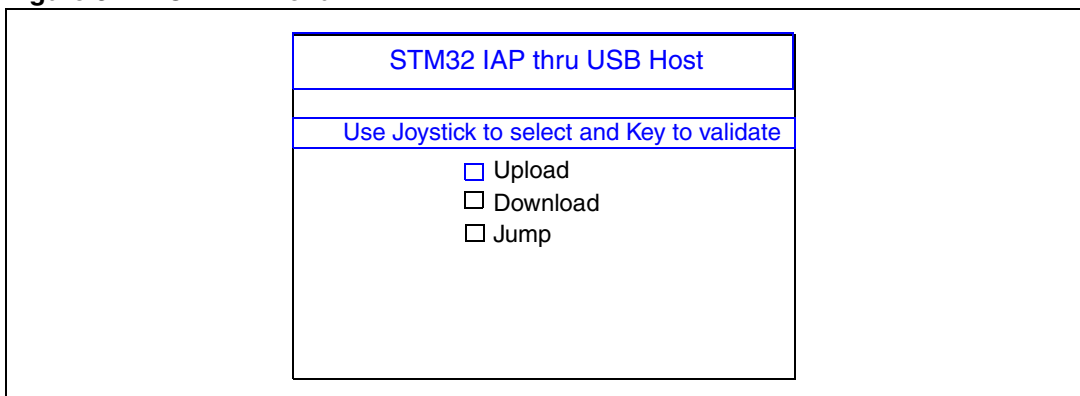 STM32 IAP thru USB Host
Use Joystick to select and Key to validate
Upload
Download
Jump